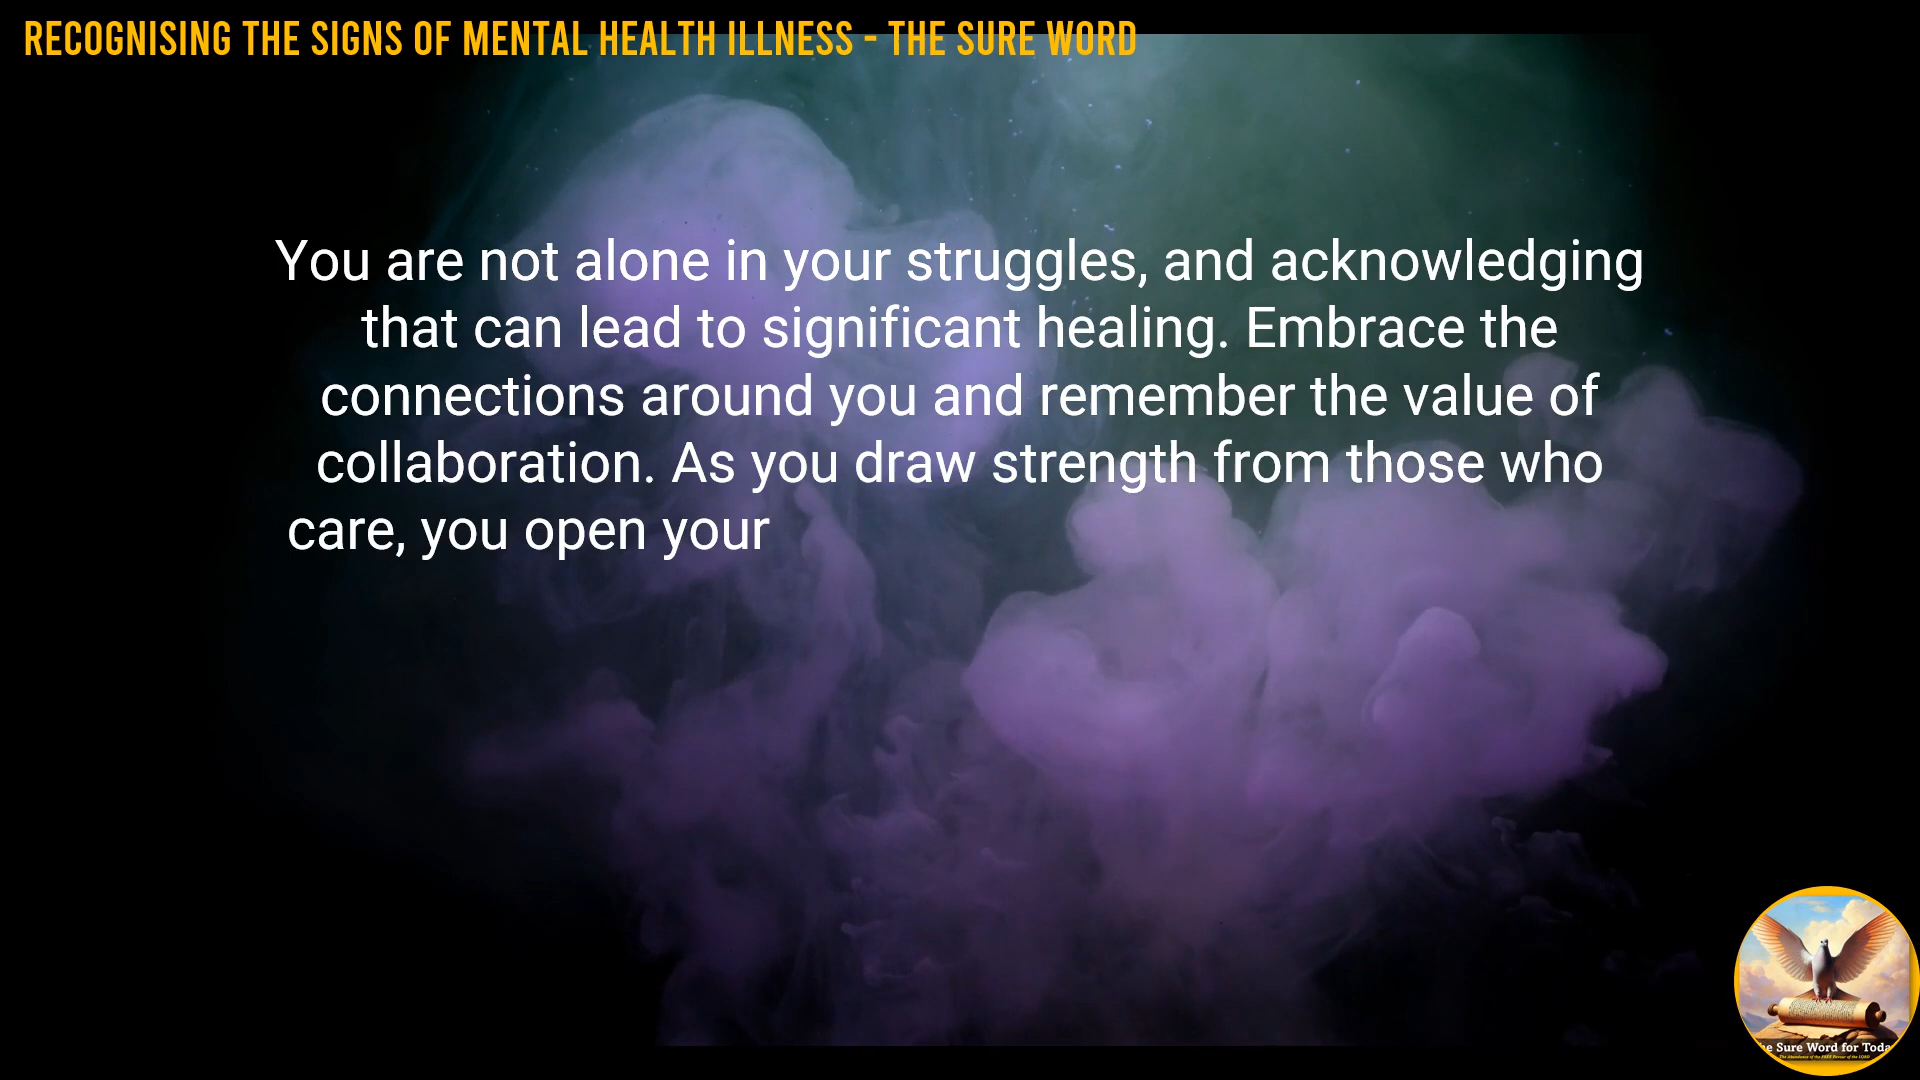 RECOGNISING THE SIGNS OF MENTAL HEALTH ILLNESS - THE SURE WORD
You are not alone in your struggles, and acknowledging
that can lead to significant healing. Embrace the
connections around you and remember the value of
collaboration. As you draw strength from those who
care, you open your
e Sure Word for Toda